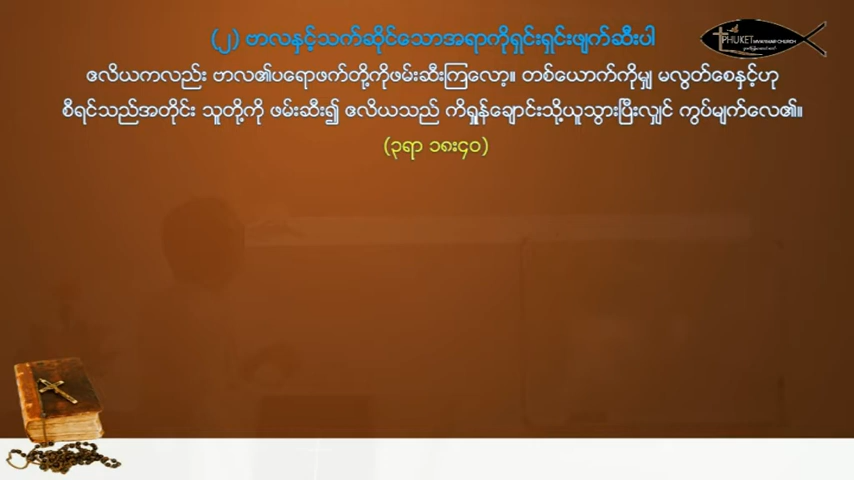 (၂) ဗာလနှင့်သက်ဆိုင်သောအရာကိုရှင်းရှင်းဖျက်ဆီးပါ
PHUKET MYANMAR CHURCH
ဧလိယကလည်း ဗာလ၏ပရောဖက်တို့ကိုဖမ်းဆီးကြလော့။ တစ်ယောက်ကိုမျှ မလွတ်စေနှင့်ဟု
စီရင်သည်အတိုင်း သူတို့ကို ဖမ်းဆီး၍ ဧလိယသည် ကိရှုန်ချောင်းသို့ယူသွားပြီးလျှင် ကွပ်မျက်လေ၏။
(၃ရာ ၁၈း၄၀)